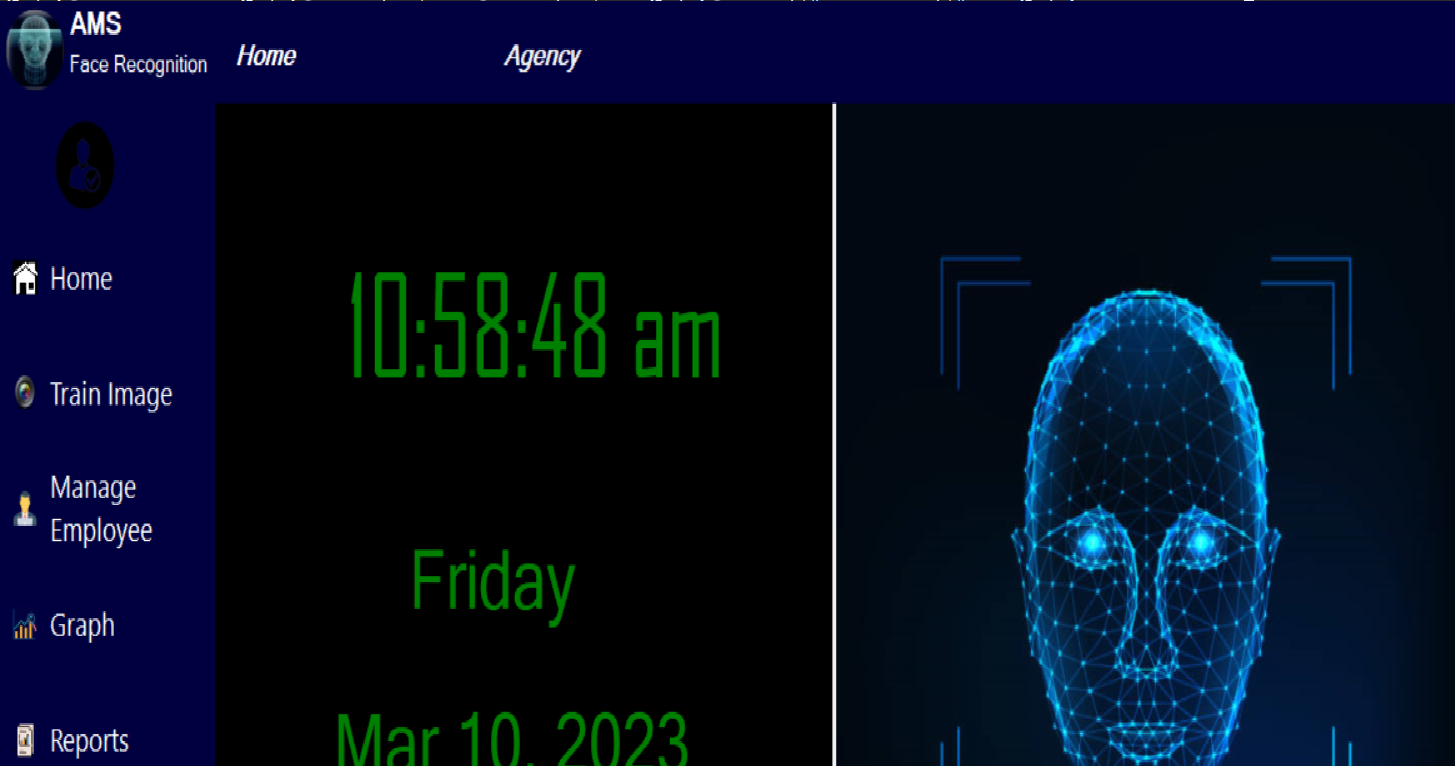 AMS
Face Recognition
Home
Agency
Home
Train Image
Manage
Employee
Graph
Reports
10:58:48 am
Friday
Mar 10, 2023